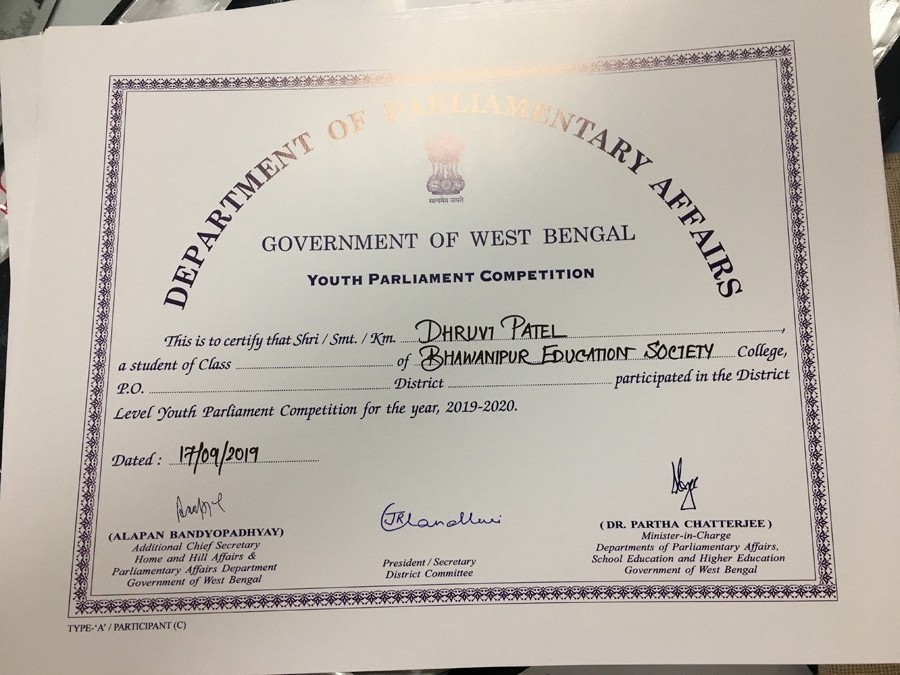 DEPARTMENT OF PARLIAMENTARY AFFAIRS
सत्यमेव जयते
GOVERNMENT OF WEST BENGAL
YOUTH PARLIAMENT COMPETITION
This is to certify that Shri / Smt. / Km. DHRUVI PATEL,
a student of Class of BHAWANIPUR EDUCATION SOCIETY College,
P.O. District participated in the District
Level Youth Parliament Competition for the year, 2019-2020.
Dated : 17/09/2019
(ALAPAN BANDYOPADHYAY)
Additional Chief Secretary
Home and Hill Affairs &
Parliamentary Affairs Department
Government of West Bengal
President / Secretary
District Committee
(DR. PARTHA CHATTERJEE)
Minister-in-Charge
Departments of Parliamentary Affairs,
School Education and Higher Education
Government of West Bengal
TYPE-'A' / PARTICIPANT (C)